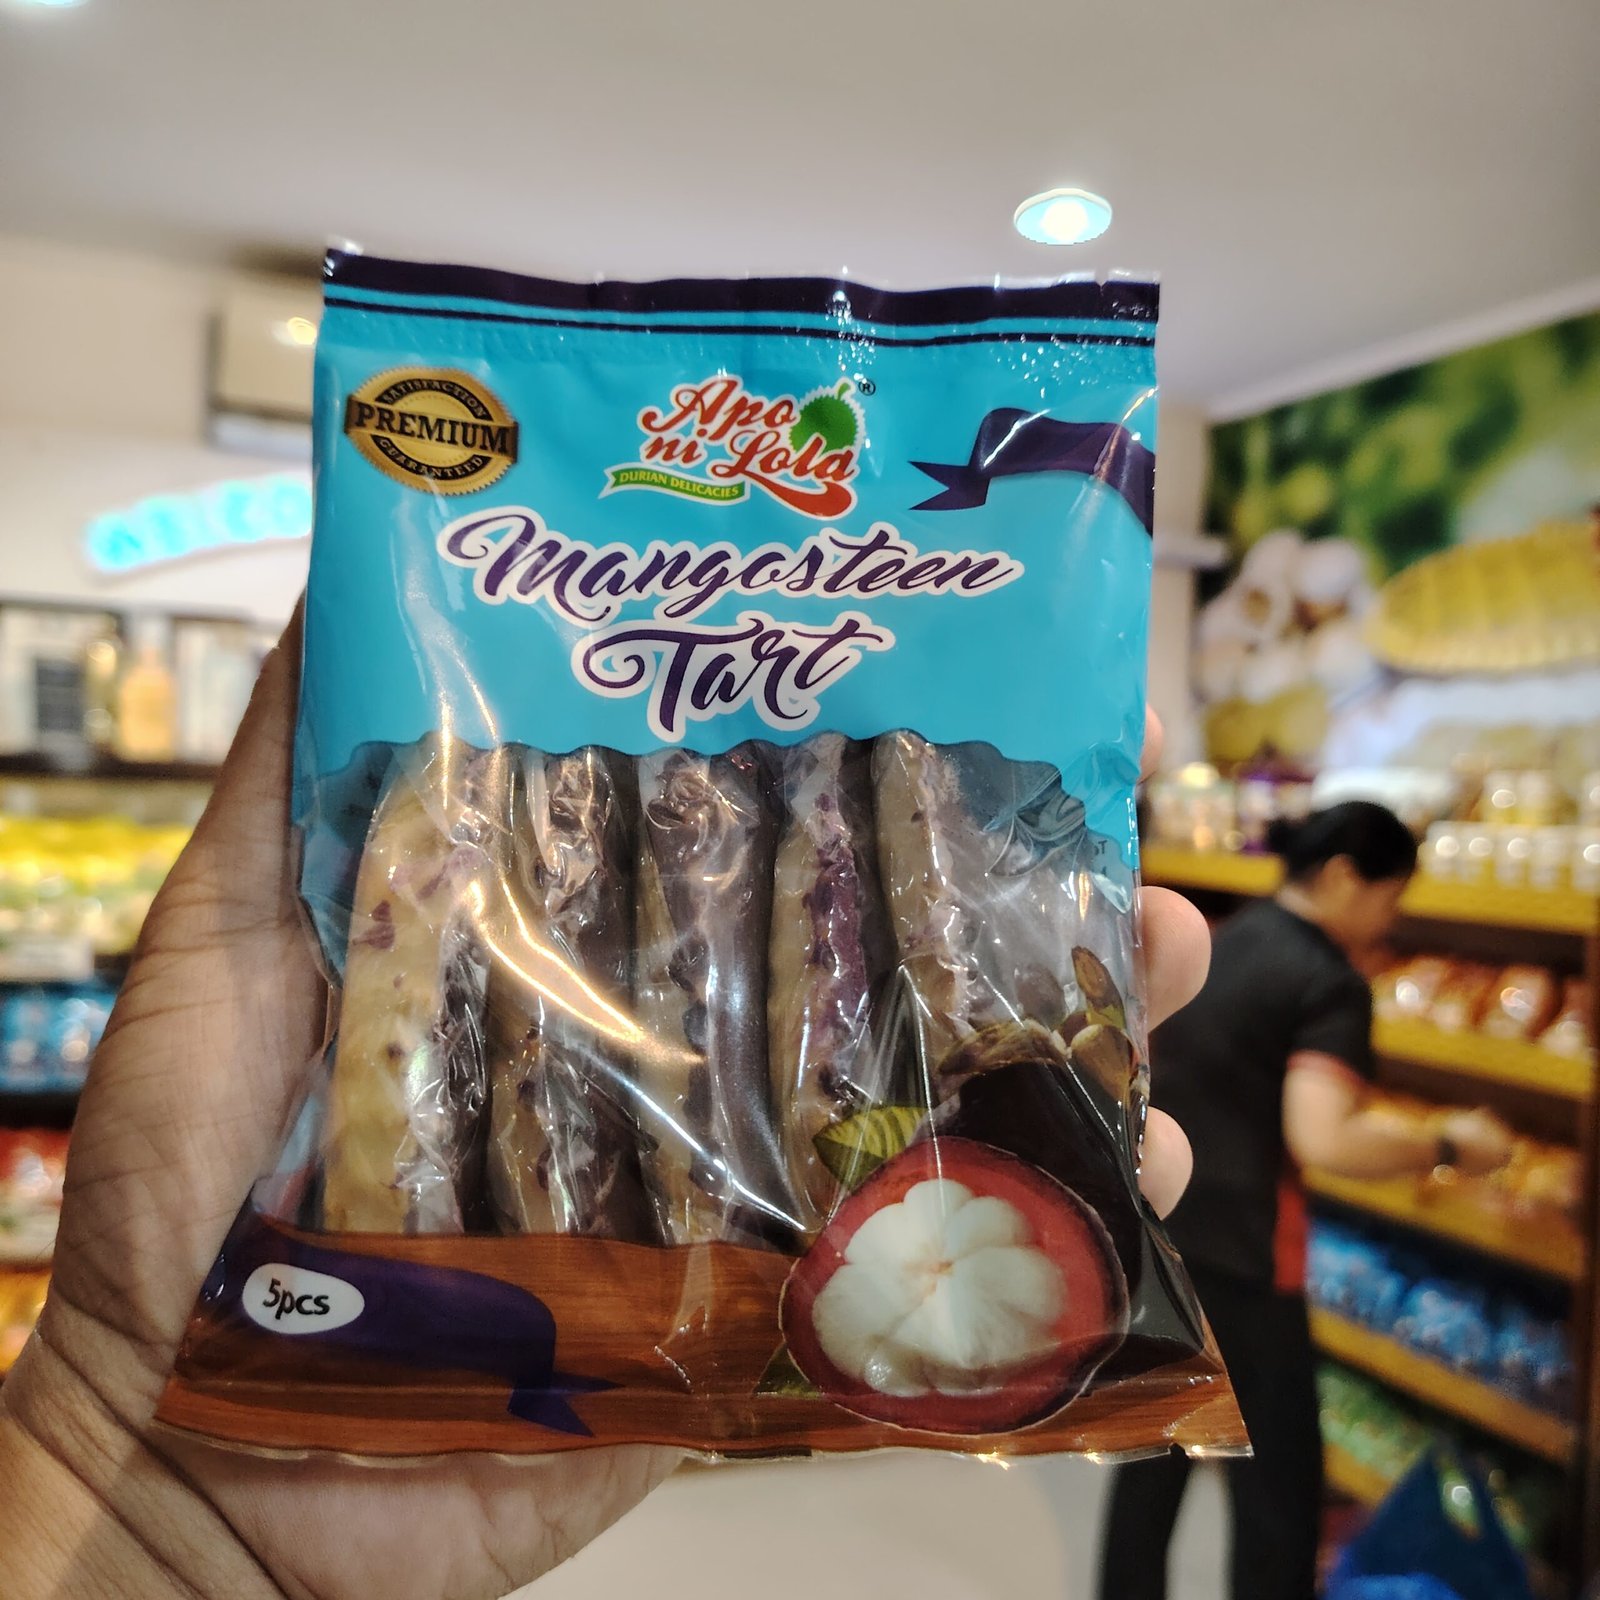 SATISFACTION
PREMIUM
GUARANTEED
Apo
ni Lola®
DURIAN DELICACIES
Mangosteen
Tart
5pcs